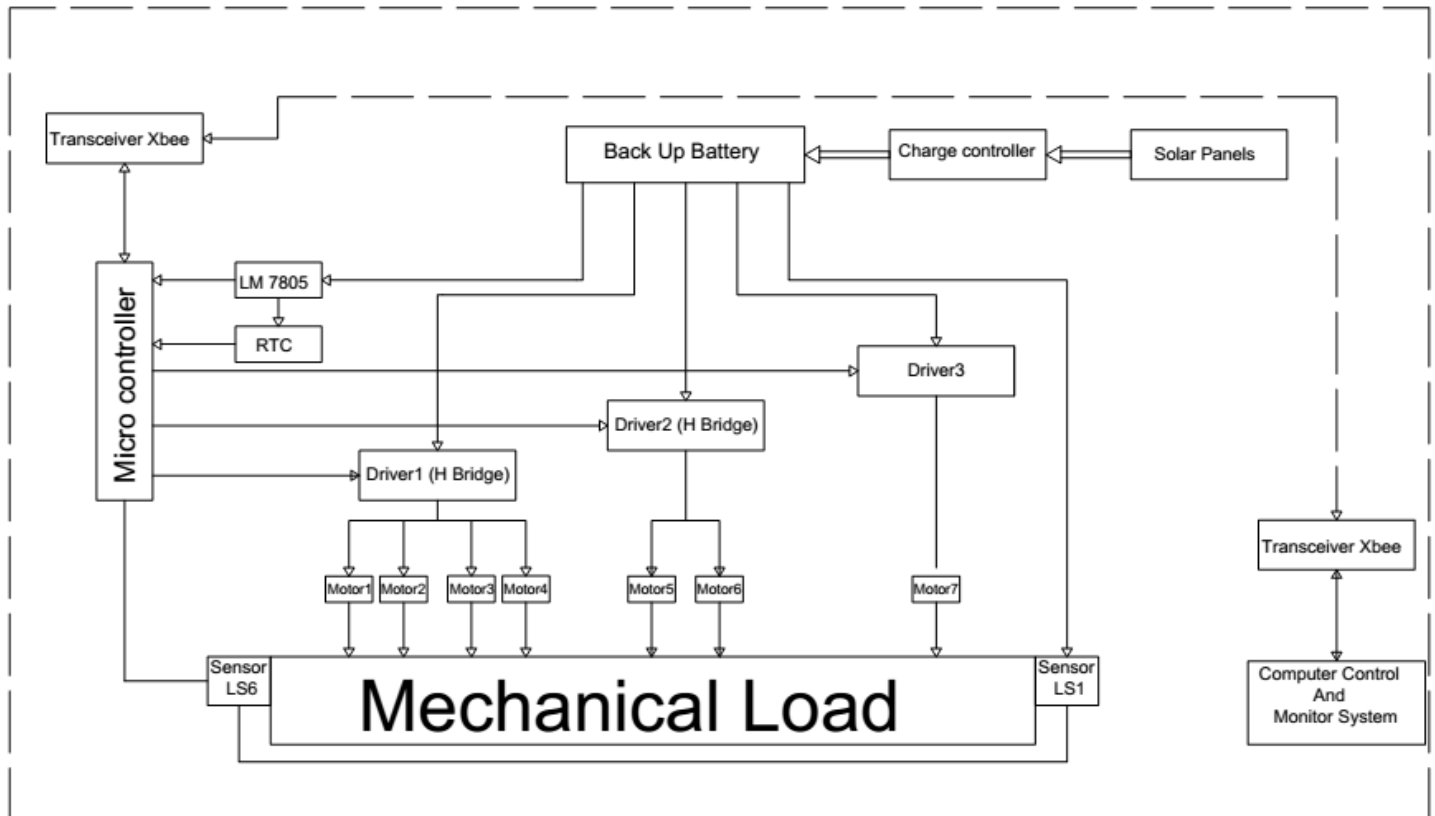 Transceiver Xbee
Back Up Battery
Charge controller
Solar Panels
LM 7805
RTC
Micro controller
Driver3
Driver2 (H Bridge)
Driver1 (H Bridge)
Transceiver Xbee
Motor1
Motor2
Motor3
Motor4
Motor5
Motor6
Motor7
Sensor
LS6
Mechanical Load
Sensor
LS1
Computer Control
And
Monitor System